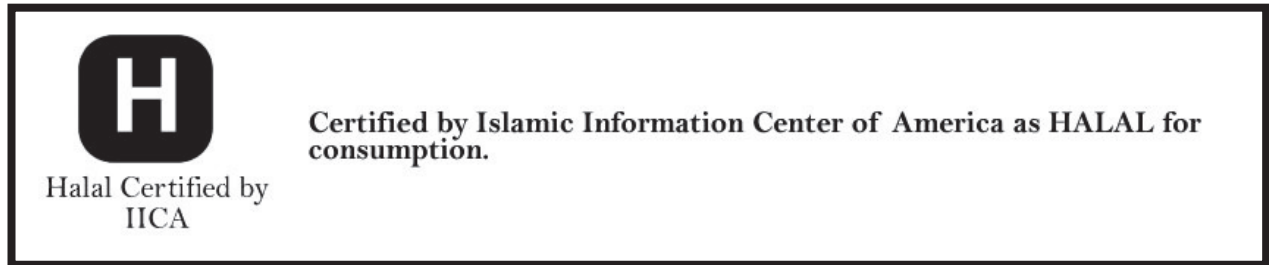 H
Halal Certified by
IICA
Certified by Islamic Information Center of America as HALAL for
consumption.